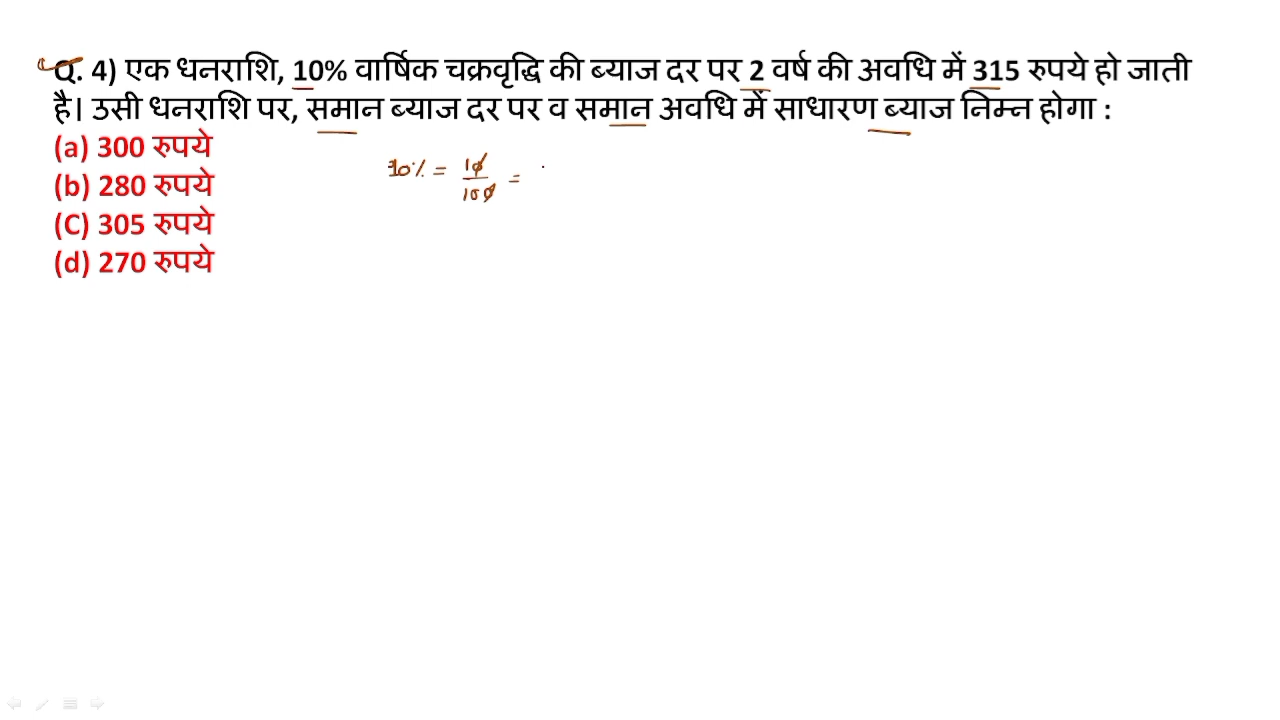 Q. 4) एक धनराशि, 10% वार्षिक चक्रवृद्धि की ब्याज दर पर 2 वर्ष की अवधि में 315 रुपये हो जाती
है। उसी धनराशि पर, समान ब्याज दर पर व समान अवधि में साधारण ब्याज निम्न होगा :
(a) 300 रुपये
(b) 280 रुपये
(C) 305 रुपये
(d) 270 रुपये
10% = 10/100 =